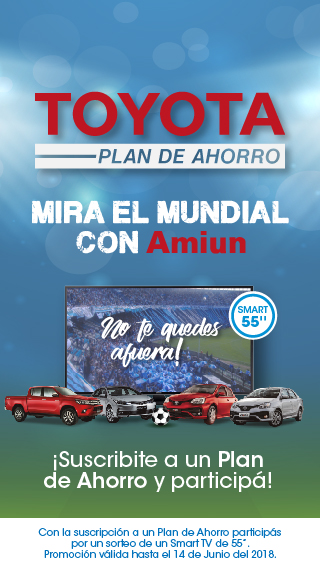 TOYOTA
PLAN DE AHORRO
MIRA EL MUNDIAL
CON Amiun
SMART
55"
No te quedes
afuera!
¡Suscribite a un Plan
de Ahorro y participá!
Con la suscripción a un Plan de Ahorro participás
por un sorteo de un Smart TV de 55".
Promoción válida hasta el 14 de Junio del 2018.